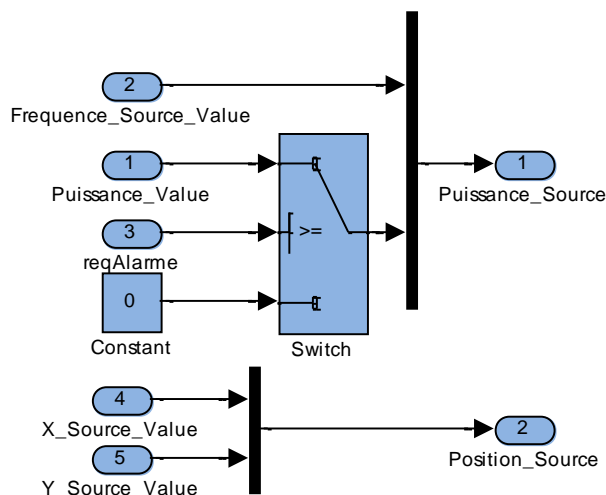 2
Frequence_Source_Value
1
Puissance_Value
3
reqAlarme
0
Constant
>=
Switch
1
Puissance_Source
4
X_Source_Value
5
Y_Source_Value
2
Position_Source